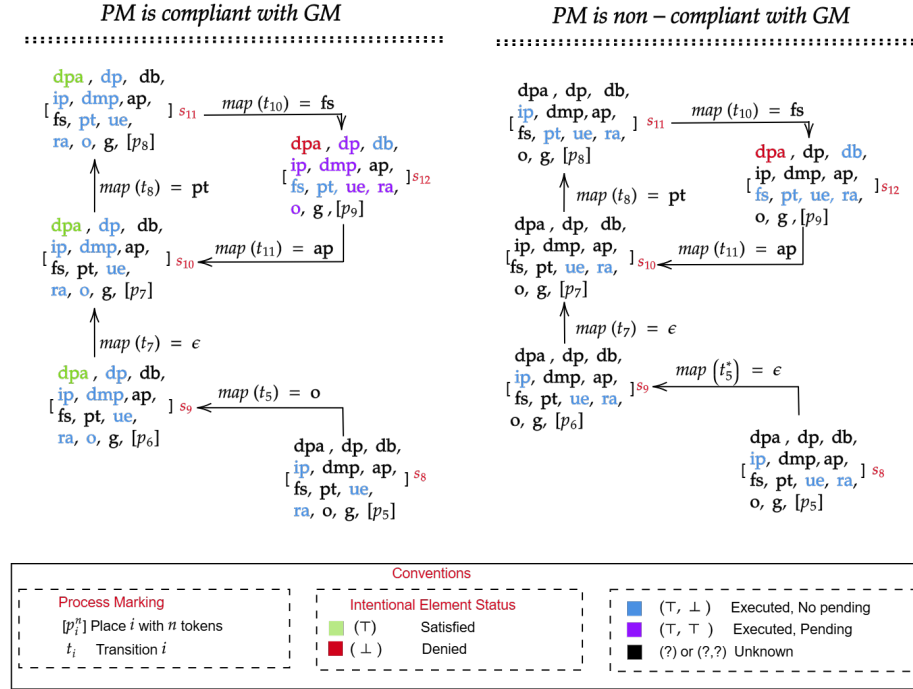 PM is compliant with GM
dpa , dp, db,
[ ip, dmp, ap, ] s11
fs, pt, ue,
ra, o, g, [p8]
map (t10) = fs
dpa , dp, db,
[ ip, dmp, ap, ] s12
fs, pt, ue, ra,
o, g , [p9]
map (t8) = pt
dpa , dp, db,
[ ip, dmp, ap, ] s10
fs, pt, ue,
ra, o, g, [p7]
map (t11) = ap
map (t7) = ϵ
dpa , dp, db,
[ ip, dmp, ap, ] s9
fs, pt, ue,
ra, o, g, [p6]
map (t5) = o
dpa , dp, db,
[ ip, dmp, ap, ] s8
fs, pt, ue,
ra, o, g, [p5]
PM is non – compliant with GM
dpa , dp, db,
[ ip, dmp, ap, ] s11
fs, pt, ue, ra,
o, g, [p8]
map (t10) = fs
dpa , dp, db,
[ ip, dmp, ap, ] s12
fs, pt, ue, ra,
o, g, [p9]
map (t8) = pt
dpa , dp, db,
[ ip, dmp, ap, ] s10
fs, pt, ue, ra,
o, g, [p7]
map (t11) = ap
map (t7) = ϵ
dpa , dp, db,
[ ip, dmp, ap, ] s9
fs, pt, ue, ra,
o, g, [p6]
map (t5*) = ϵ
dpa , dp, db,
[ ip, dmp, ap, ] s8
fs, pt, ue, ra,
o, g, [p5]
Conventions
Process Marking
[p_i^n] Place i with n tokens
t_i Transition i
Intentional Element Status
(⊤) Satisfied
(⊥) Denied
(⊤, ⊥) Executed, No pending
(⊤, ⊤) Executed, Pending
(?) or (?,?) Unknown